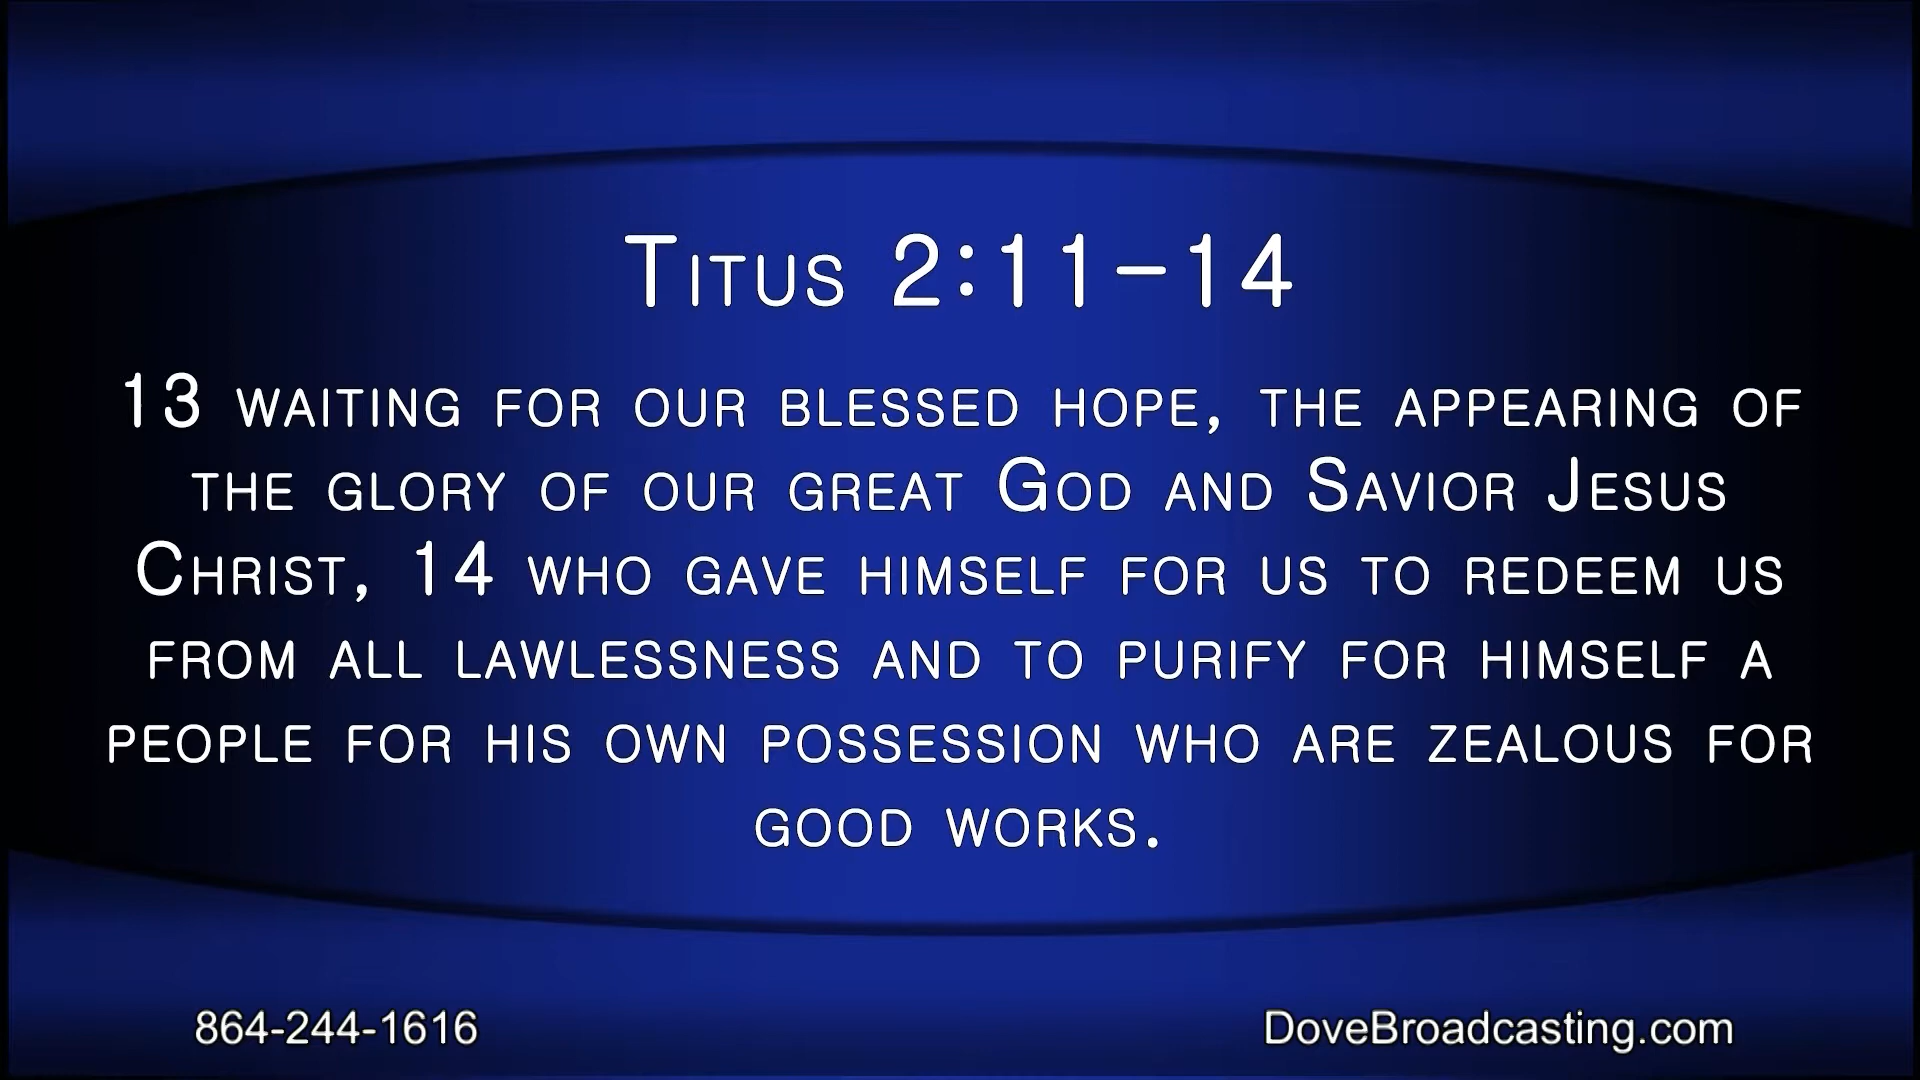 Titus 2:11-14
13 waiting for our blessed hope, the appearing of
the glory of our great God and Savior Jesus
Christ, 14 who gave himself for us to redeem us
from all lawlessness and to purify for himself a
people for his own possession who are zealous for
good works.
864-244-1616
DoveBroadcasting.com